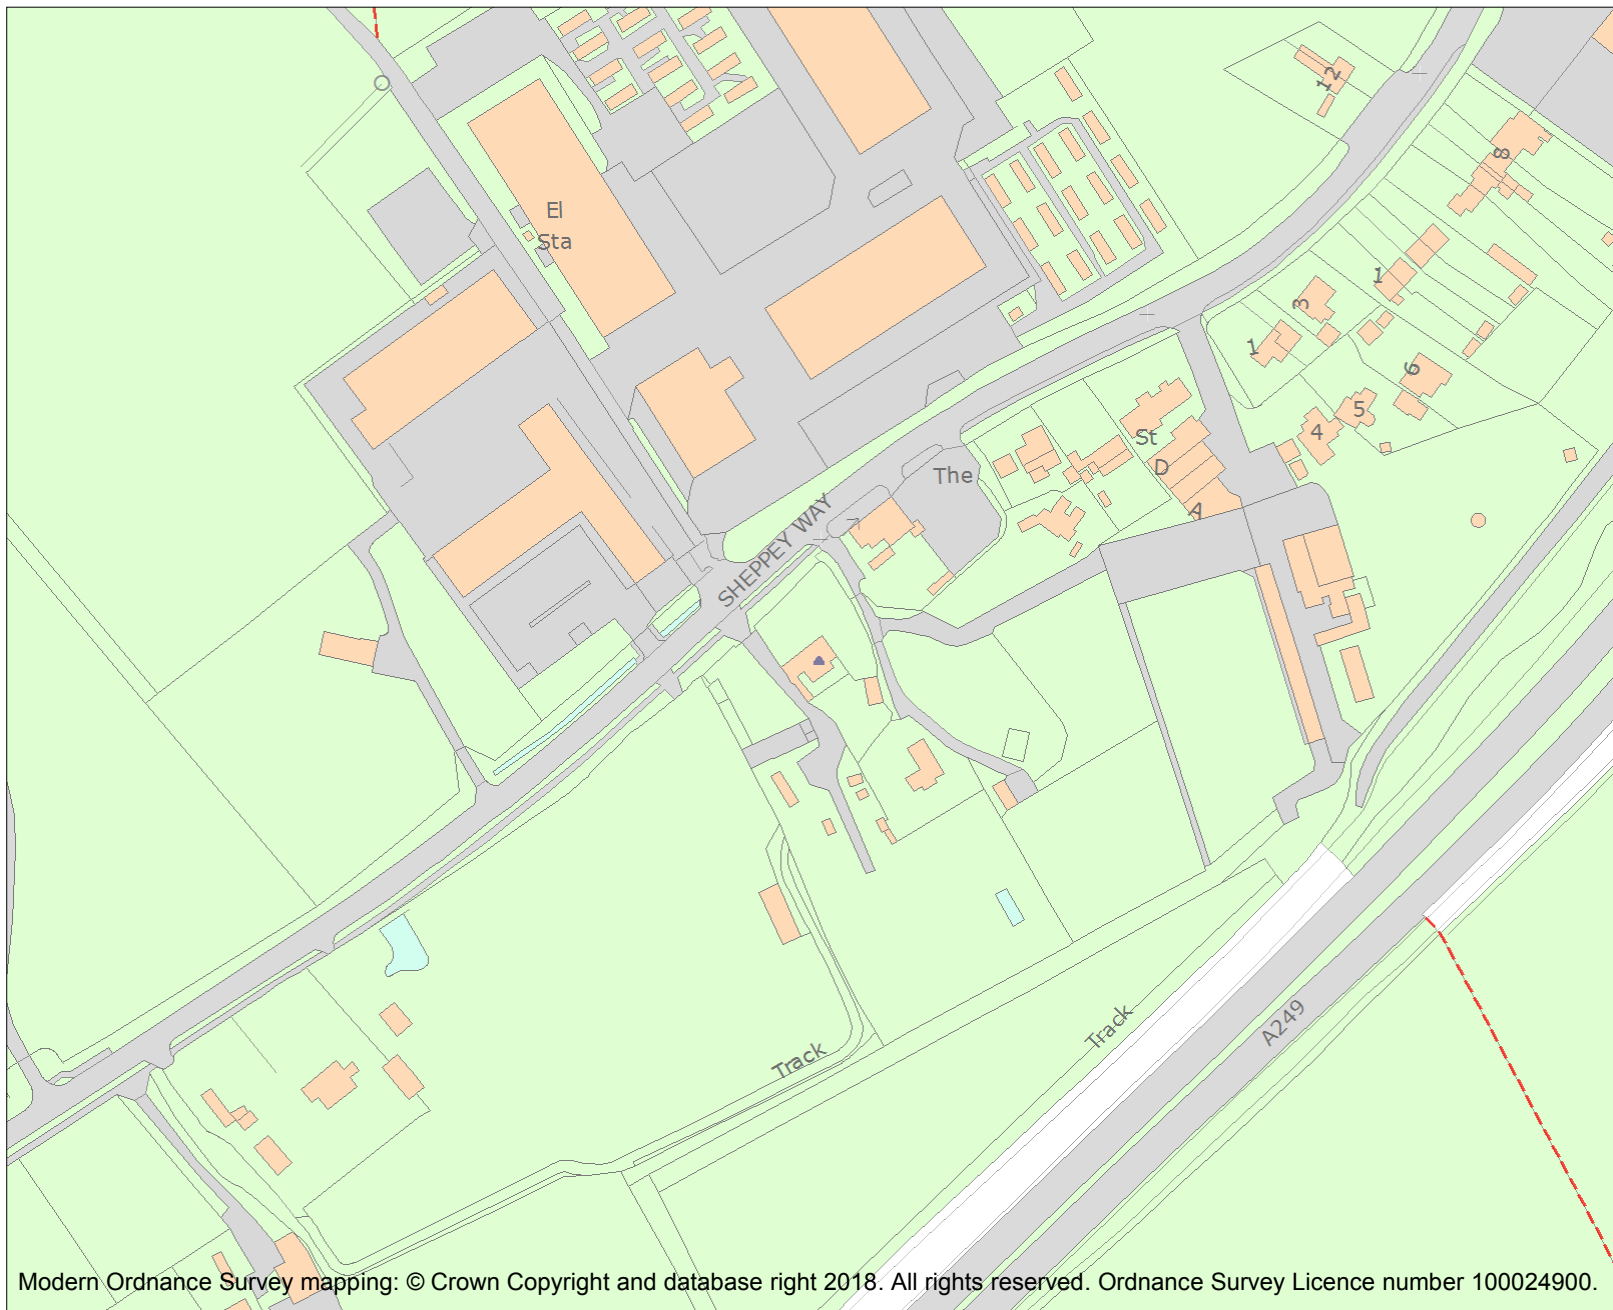 12
8
El
Sta
1
3
1
6
5
4
St
D
A
The
SHEPPEY WAY
Track
Track
A249
Modern Ordnance Survey mapping: © Crown Copyright and database right 2018. All rights reserved. Ordnance Survey Licence number 100024900.